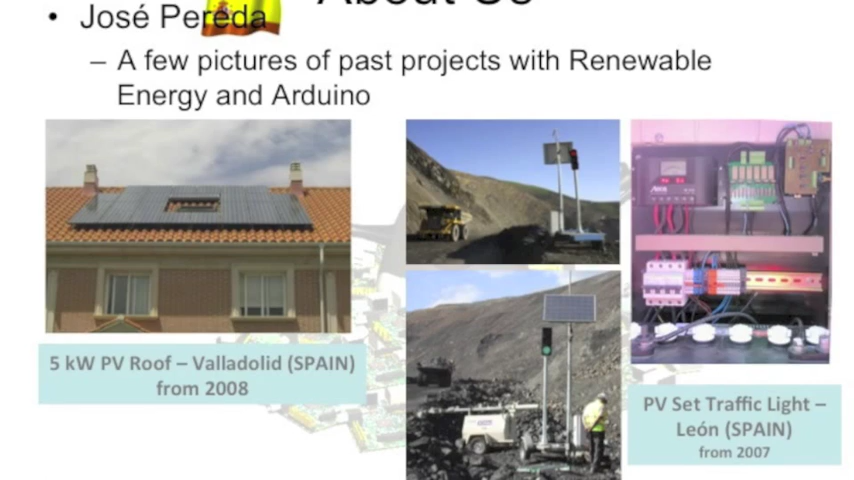 About Us
• José Pereda
– A few pictures of past projects with Renewable
Energy and Arduino
5 kW PV Roof – Valladolid (SPAIN)
from 2008
PV Set Traffic Light –
León (SPAIN)
from 2007